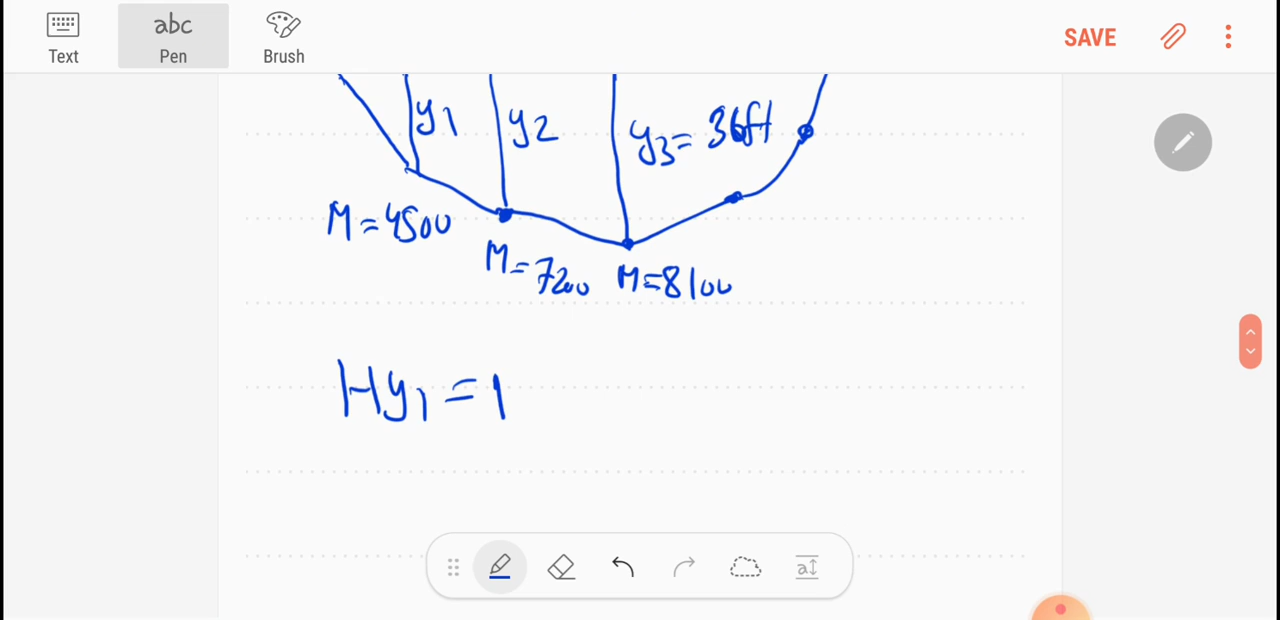 abc
Text Pen Brush SAVE
y1 y2 y3= 36ft
M=4500
M=7200 M=8100
Hy1=1
a